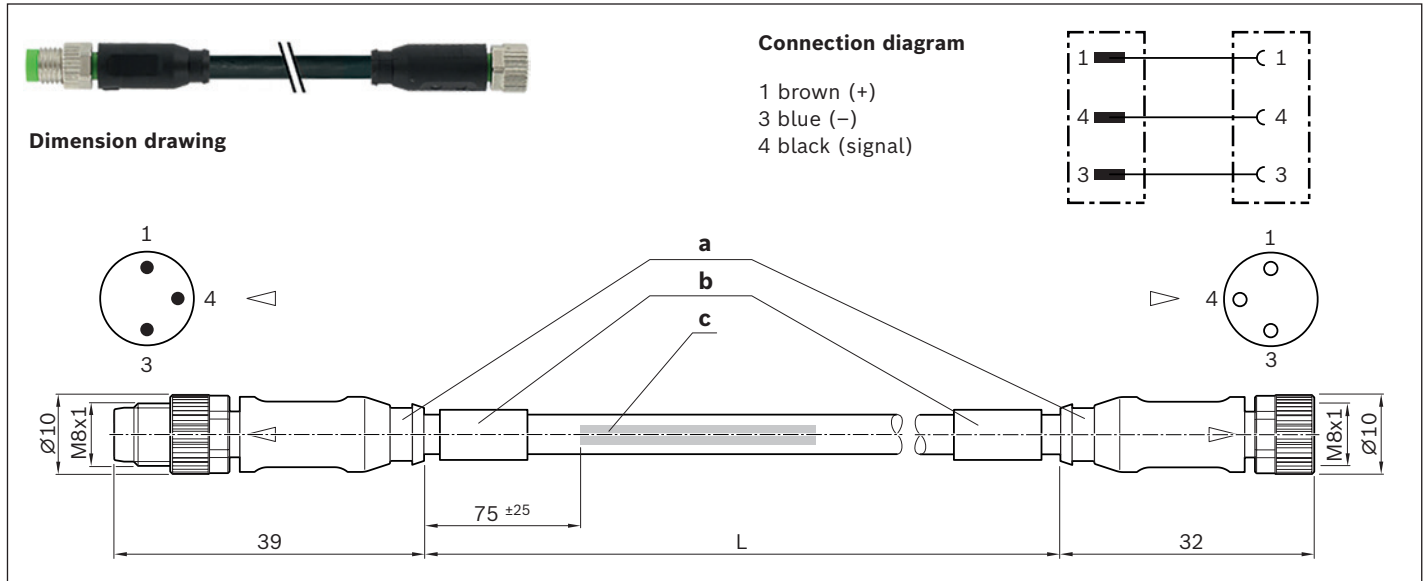 Connection diagram
1 brown (+)
3 blue (−)
4 black (signal)
1 1
4 4
3 3
Dimension drawing
1
4
3
a
b
c
1
4
3
Ø10
M8x1
M8x1
Ø10
75 ±25
39
L
32